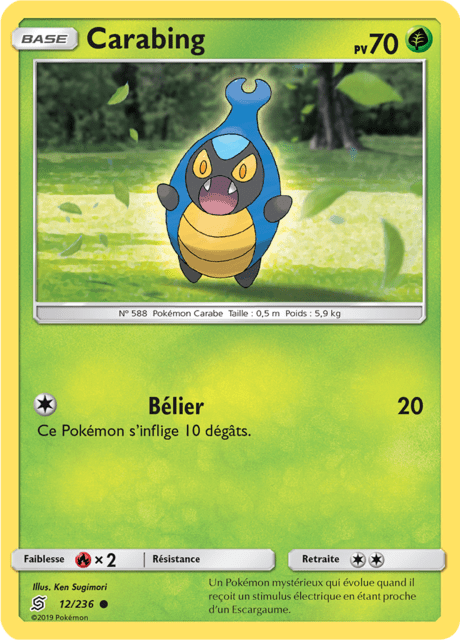 BASE Carabing PV70
N° 588 Pokémon Carabe Taille : 0,5 m Poids : 5,9 kg
Bélier 20
Ce Pokémon s'inflige 10 dégâts.
Faiblesse ×2 Résistance Retraite
Illus. Ken Sugimori
12/236
©2019 Pokémon
Un Pokémon mystérieux qui évolue quand il
reçoit un stimulus électrique en étant proche
d'un Escargaume.